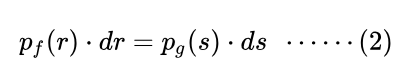 p_f(r) · dr = p_g(s) · ds ······(2)